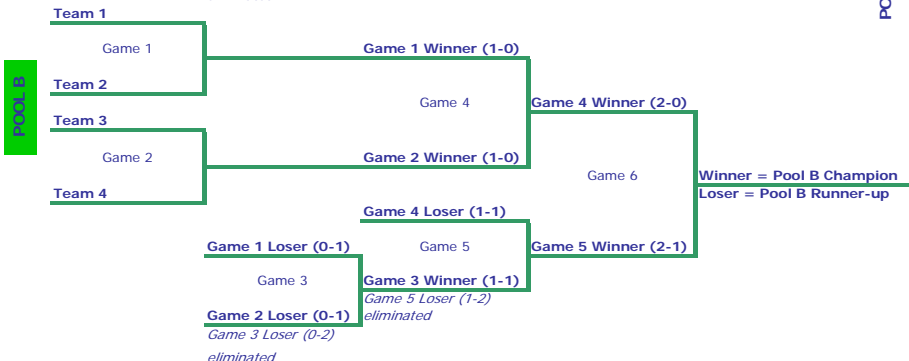 PO
Team 1
Game 1
Game 1 Winner (1-0)
POOL B
Team 2
Game 4
Game 4 Winner (2-0)
Team 3
Game 2
Game 2 Winner (1-0)
Game 6
Winner = Pool B Champion
Team 4
Loser = Pool B Runner-up
Game 4 Loser (1-1)
Game 1 Loser (0-1)
Game 5
Game 5 Winner (2-1)
Game 3
Game 3 Winner (1-1)
Game 5 Loser (1-2)
eliminated
Game 2 Loser (0-1)
Game 3 Loser (0-2)
eliminated